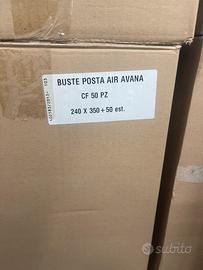 BUSTE POSTA AIR AVANA
CF 50 PZ
240 X 350+50 est.
subito